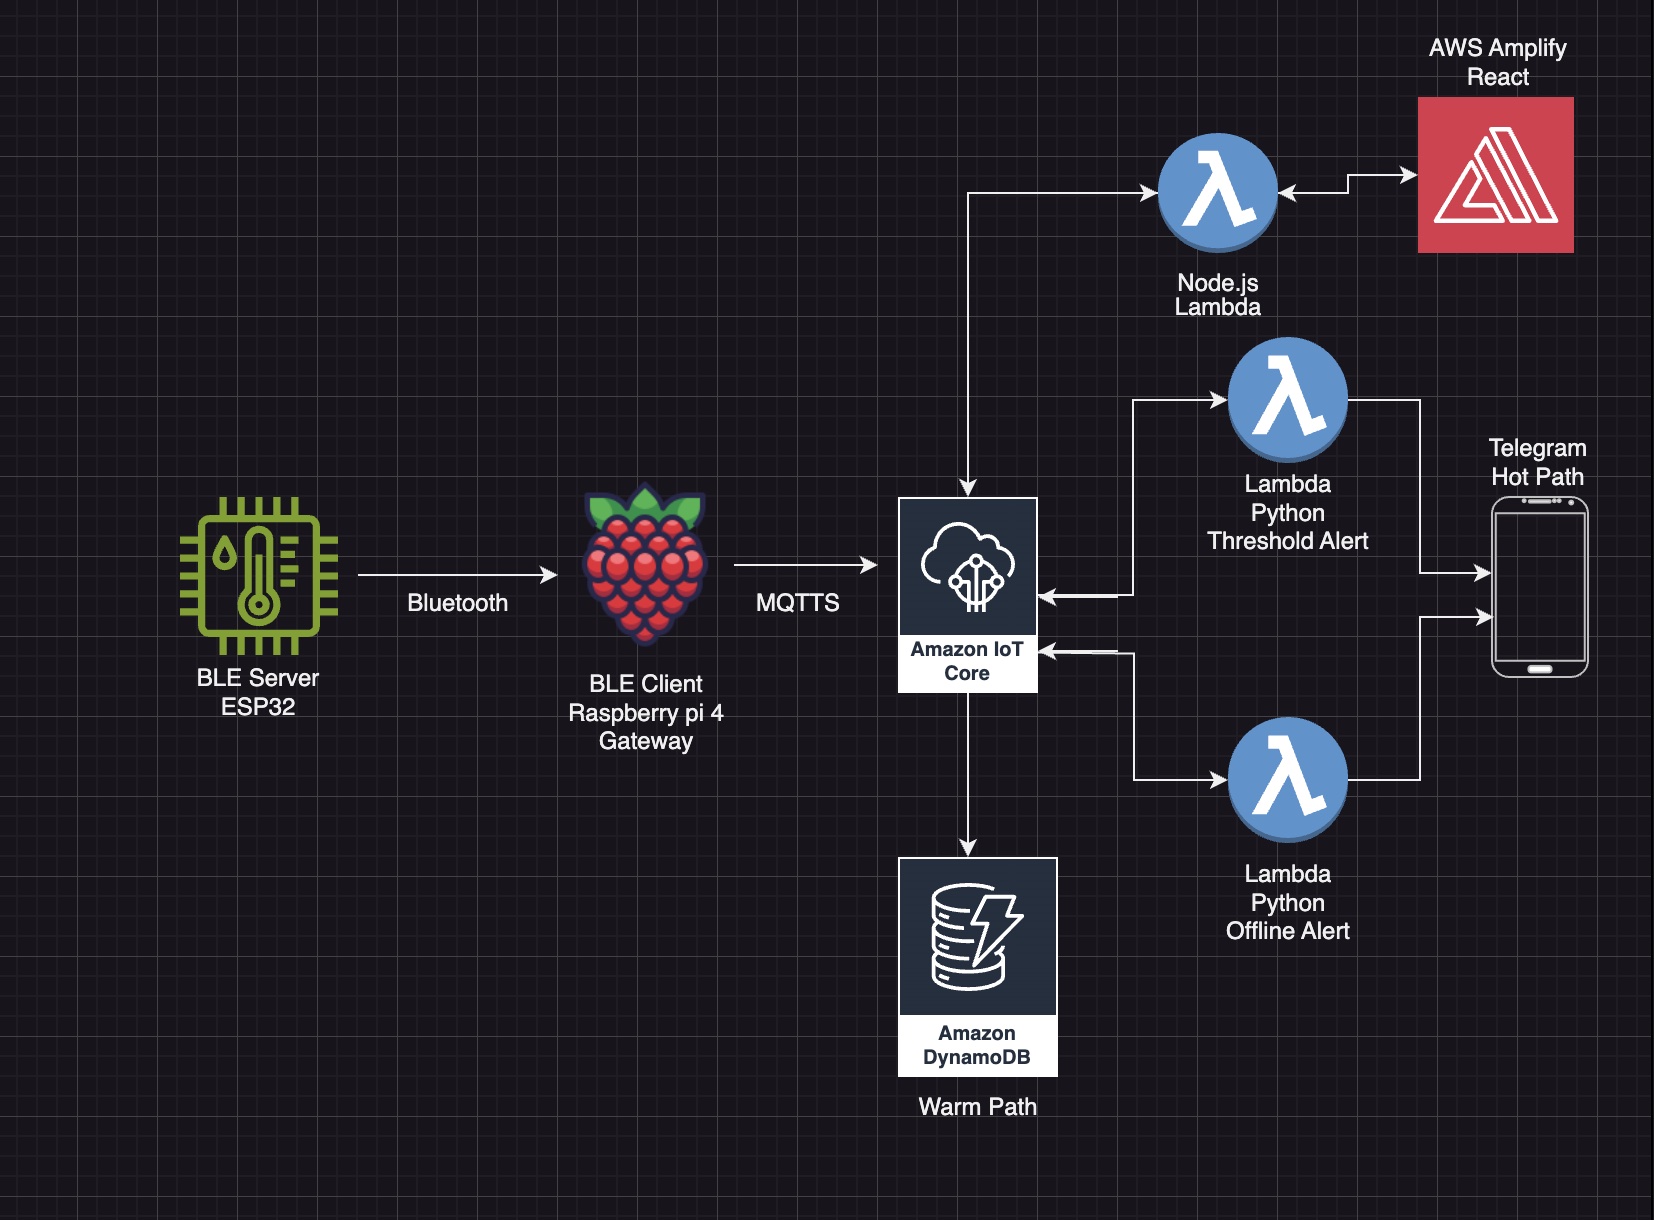 AWS Amplify
React
Node.js
Lambda
Lambda
Python
Threshold Alert
Telegram
Hot Path
Bluetooth
MQTTS
BLE Server
ESP32
BLE Client
Raspberry pi 4
Gateway
Amazon IoT
Core
Lambda
Python
Offline Alert
Amazon
DynamoDB
Warm Path